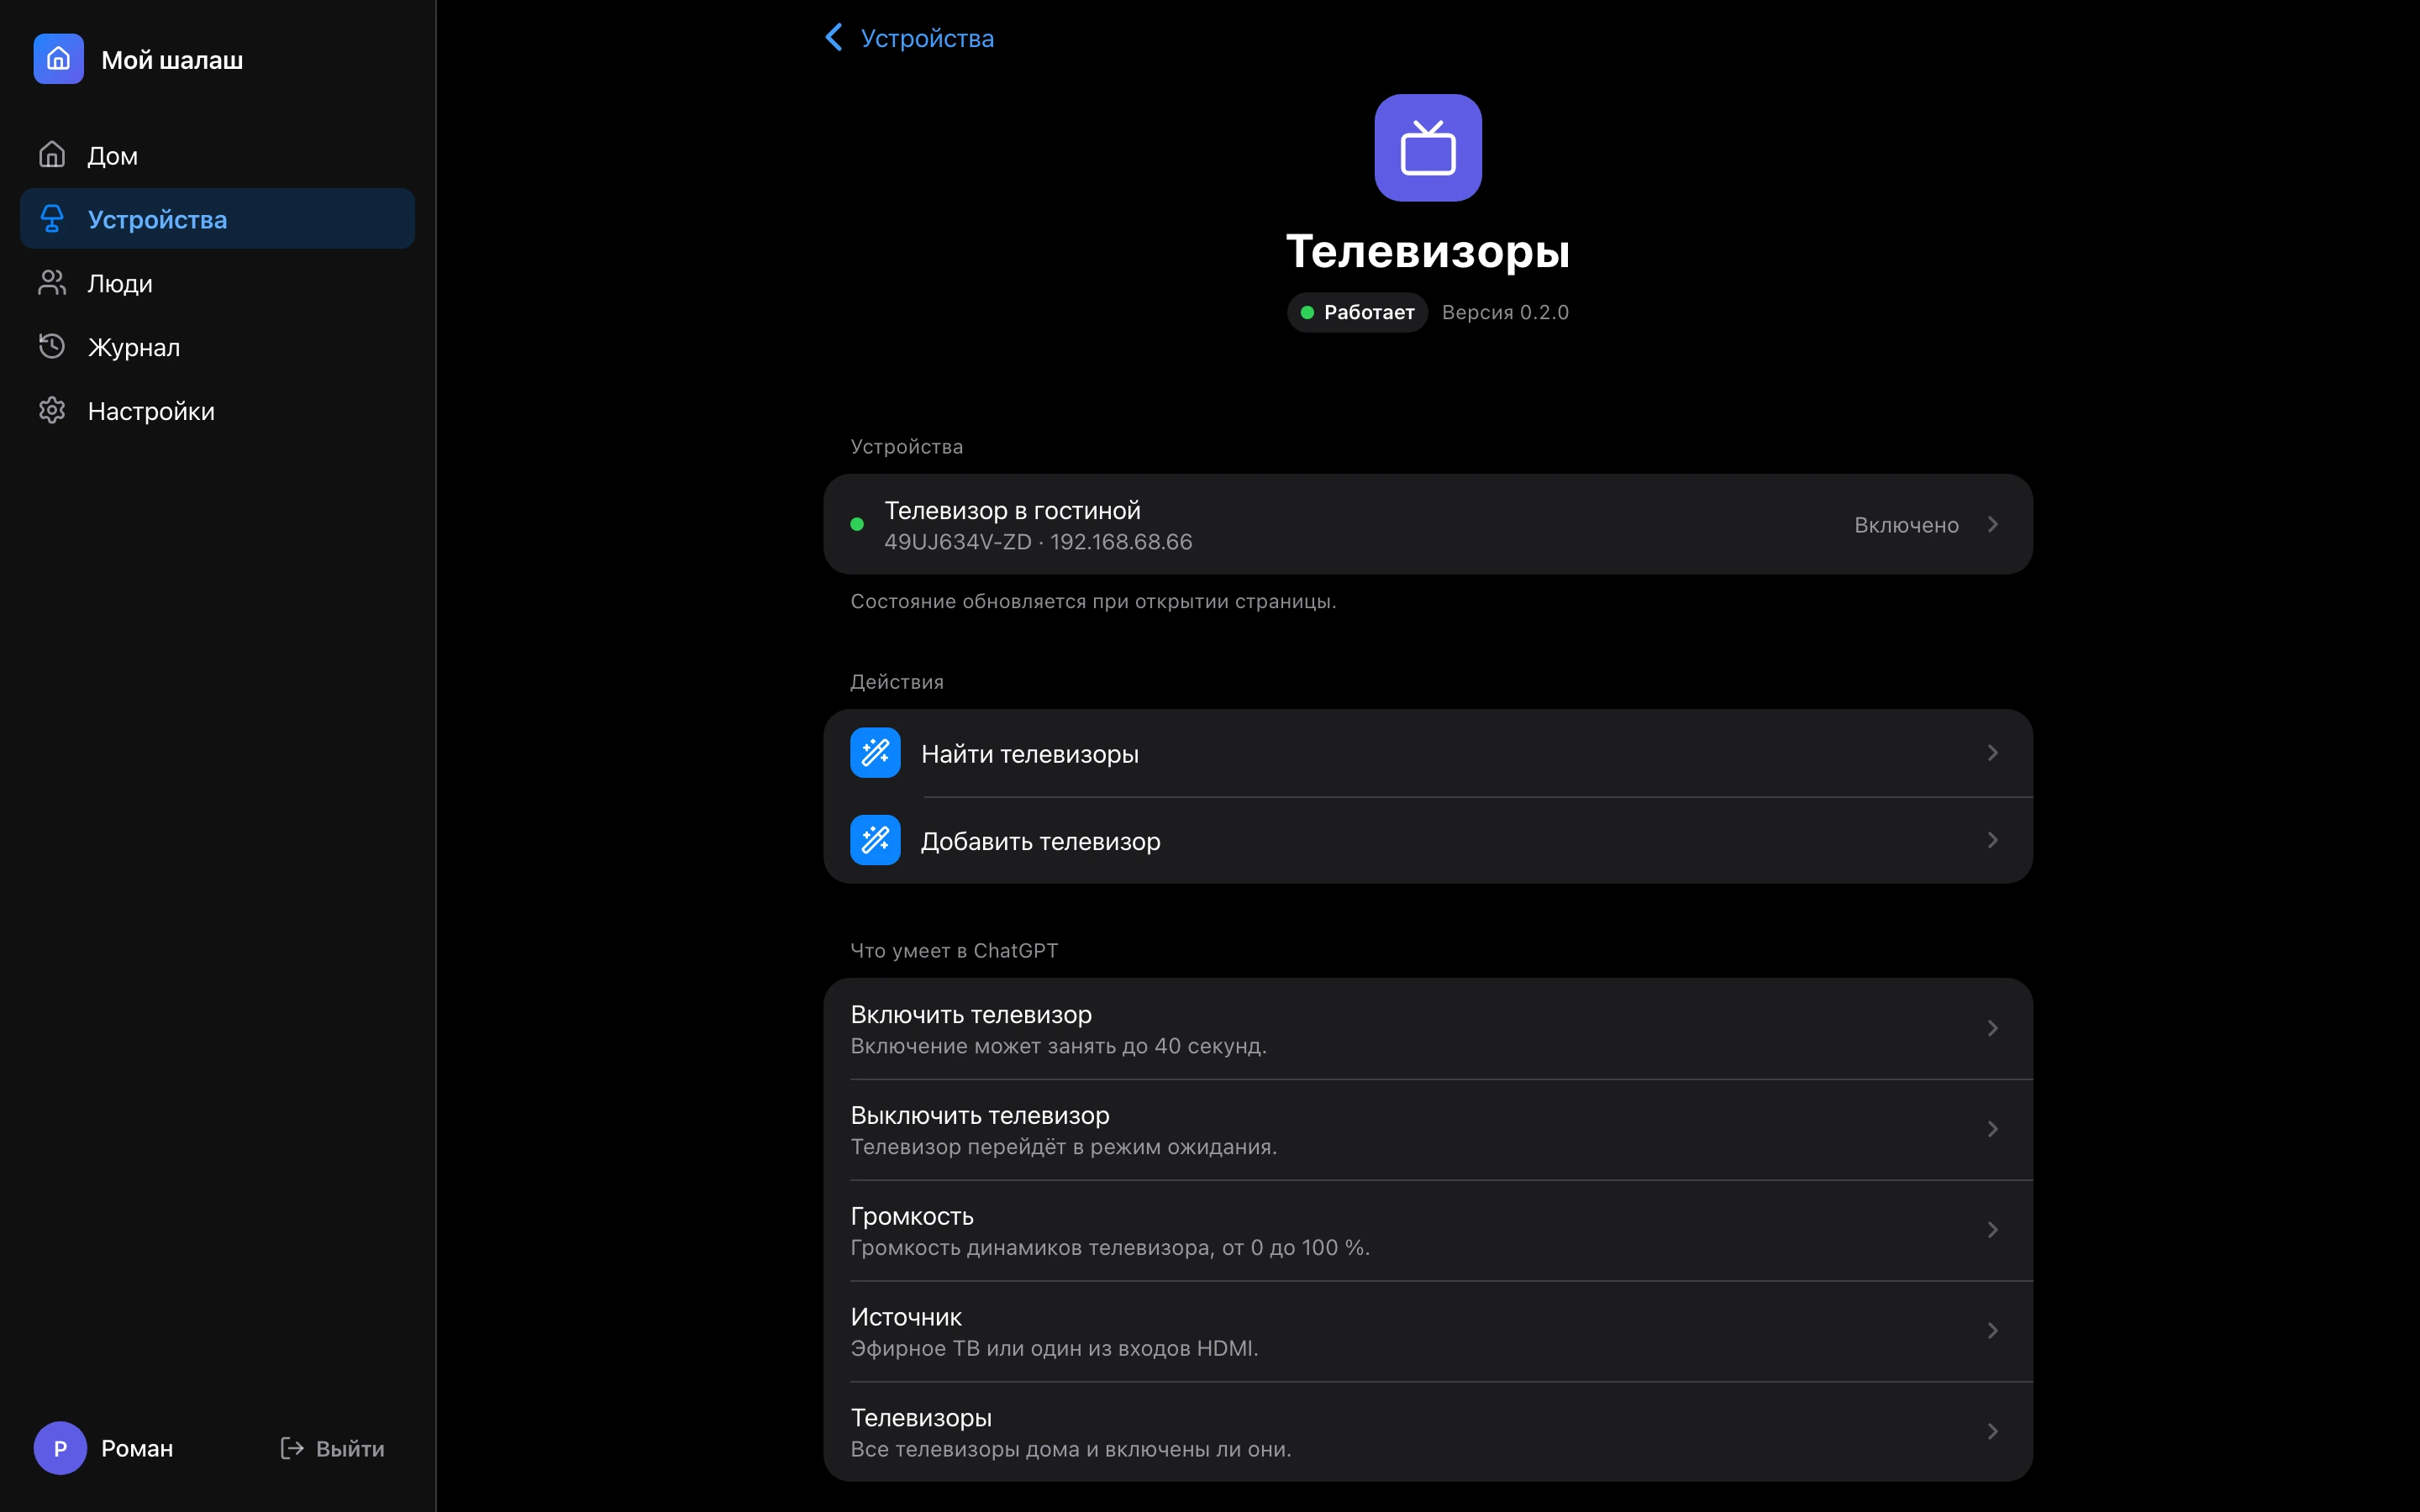 Мой шалаш
Дом
Устройства
Люди
Журнал
Настройки
Р
Роман
Выйти
Устройства
Телевизоры
Работает
Версия 0.2.0
Устройства
Телевизор в гостиной
49UJ634V-ZD · 192.168.68.66
Включено
Состояние обновляется при открытии страницы.
Действия
Найти телевизоры
Добавить телевизор
Что умеет в ChatGPT
Включить телевизор
Включение может занять до 40 секунд.
Выключить телевизор
Телевизор перейдёт в режим ожидания.
Громкость
Громкость динамиков телевизора, от 0 до 100 %.
Источник
Эфирное ТВ или один из входов HDMI.
Телевизоры
Все телевизоры дома и включены ли они.